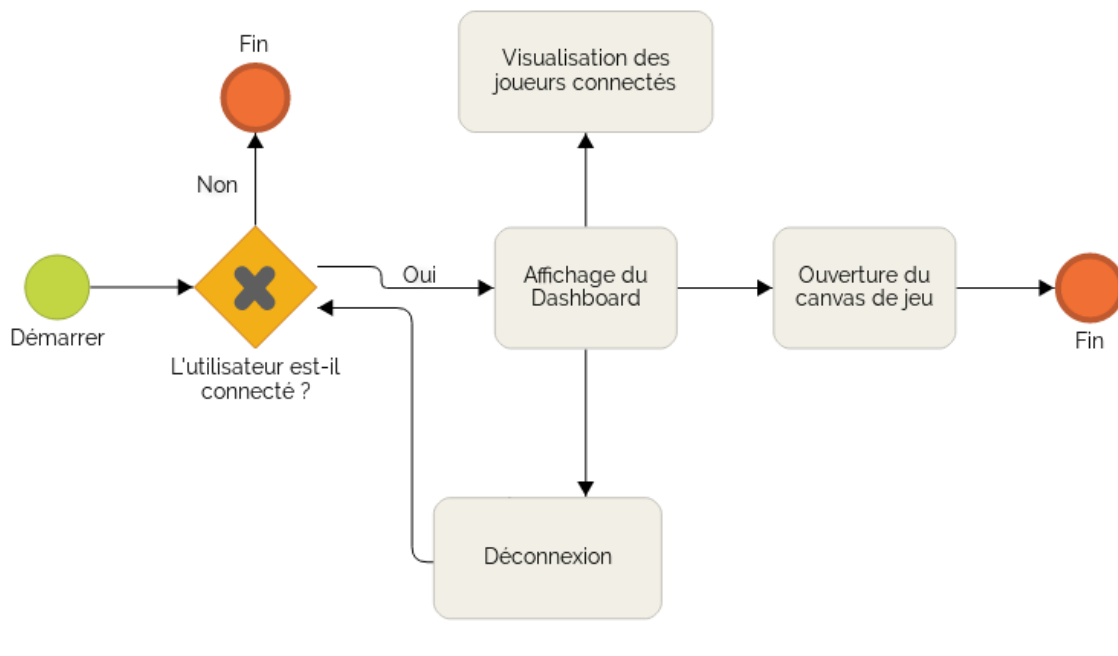 Fin
Visualisation des
joueurs connectés
Non
Oui
Affichage du
Dashboard
Ouverture du
canvas de jeu
Démarrer
Fin
L'utilisateur est-il
connecté ?
Déconnexion